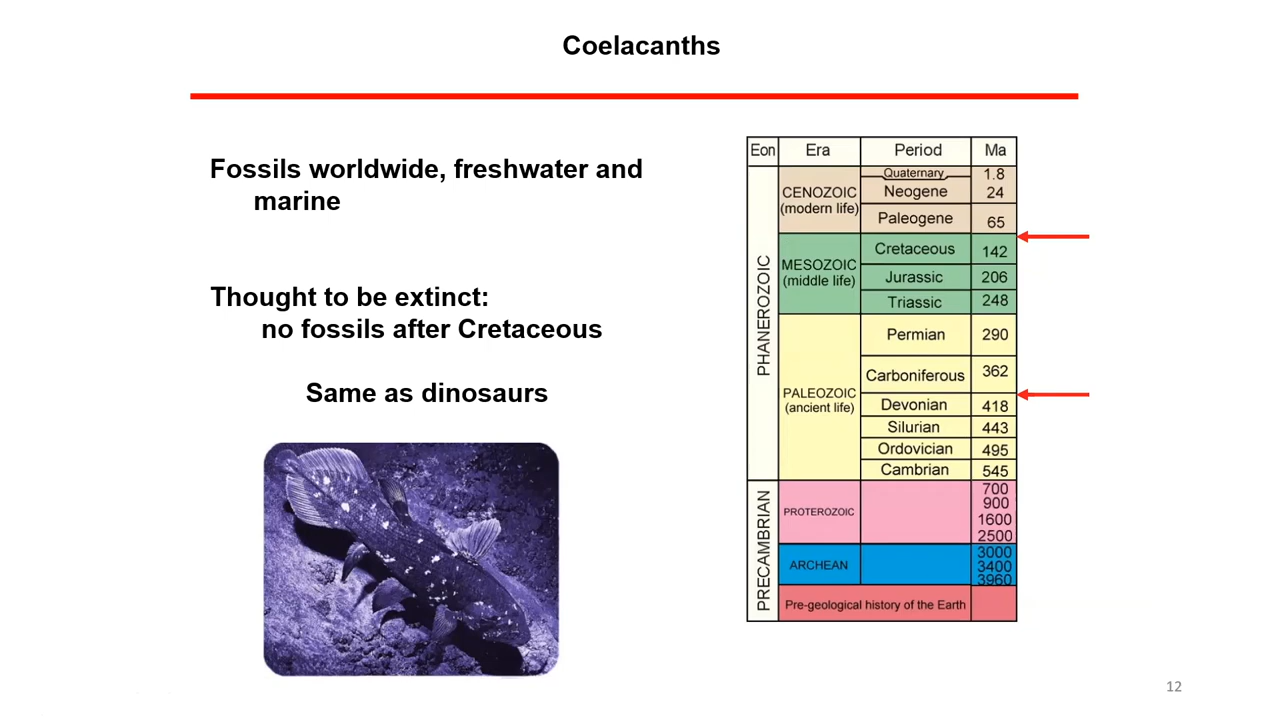 Coelacanths
Fossils worldwide, freshwater and
marine
Thought to be extinct:
no fossils after Cretaceous
Same as dinosaurs
Eon Era Period Ma
PHANEROZOIC
CENOZOIC
(modern life)
Quaternary 1.8
Neogene 24
Paleogene 65
MESOZOIC
(middle life)
Cretaceous 142
Jurassic 206
Triassic 248
PALEOZOIC
(ancient life)
Permian 290
Carboniferous 362
Devonian 418
Silurian 443
Ordovician 495
Cambrian 545
PRECAMBRIAN
PROTEROZOIC
700
900
1600
2500
ARCHEAN
3000
3400
3960
Pre-geological history of the Earth
12